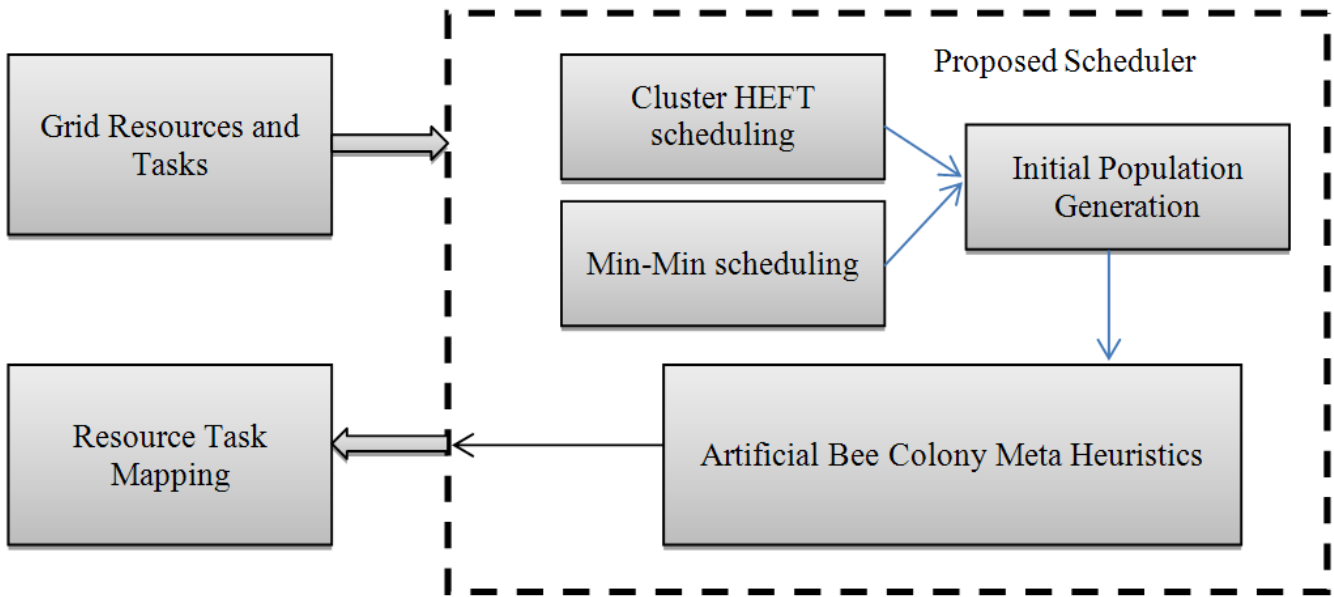 Proposed Scheduler
Grid Resources and
Tasks
Cluster HEFT
scheduling
Initial Population
Generation
Min-Min scheduling
Resource Task
Mapping
Artificial Bee Colony Meta Heuristics